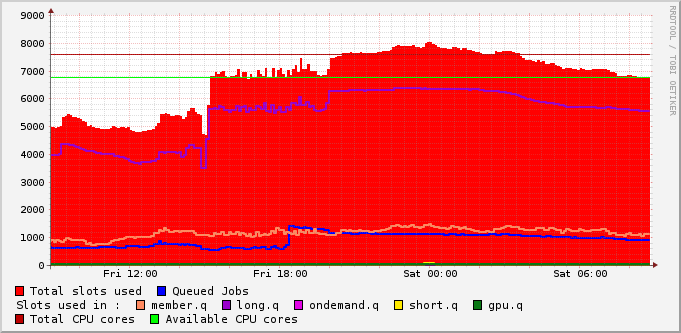 9000
8000
7000
6000
5000
4000
3000
2000
1000
0
Fri 12:00 Fri 18:00 Sat 00:00 Sat 06:00
RRDTOOL / TOBI OETIKER
Total slots used Queued Jobs
Slots used in : member.q long.q ondemand.q short.q gpu.q
Total CPU cores Available CPU cores